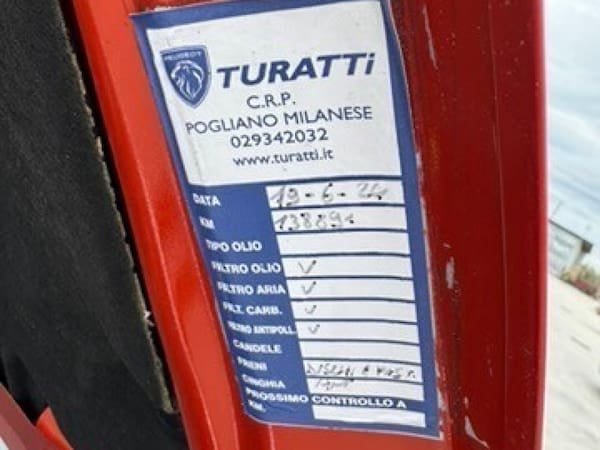 PEUGEOT
TURATTi
C.R.P.
POGLIANO MILANESE
029342032
www.turatti.it
DATA 19-6-24
KM 138891
TIPO OLIO
FILTRO OLIO V
FILTRO ARIA V
FILT. CARB. V
FILTRO ANTIPOLL. V
CANDELE
FRENI
CINGHIA
PROSSIMO CONTROLLO A
KM.